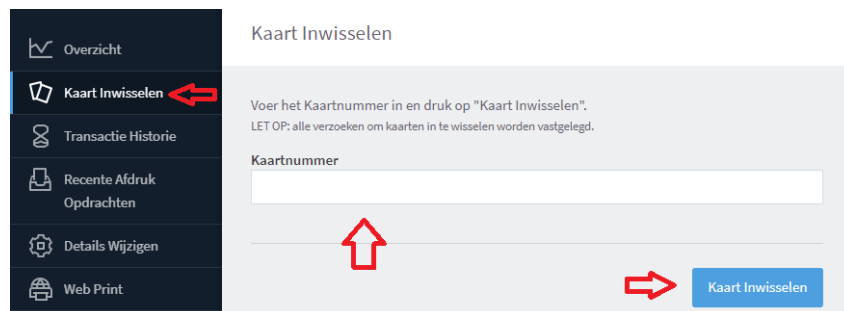 Overzicht
Kaart Inwisselen
Transactie Historie
Recente Afdruk
Opdrachten
Details Wijzigen
Web Print
Kaart Inwisselen
Voer het Kaartnummer in en druk op "Kaart Inwisselen".
LET OP: alle verzoeken om kaarten in te wisselen worden vastgelegd.
Kaartnummer
Kaart Inwisselen